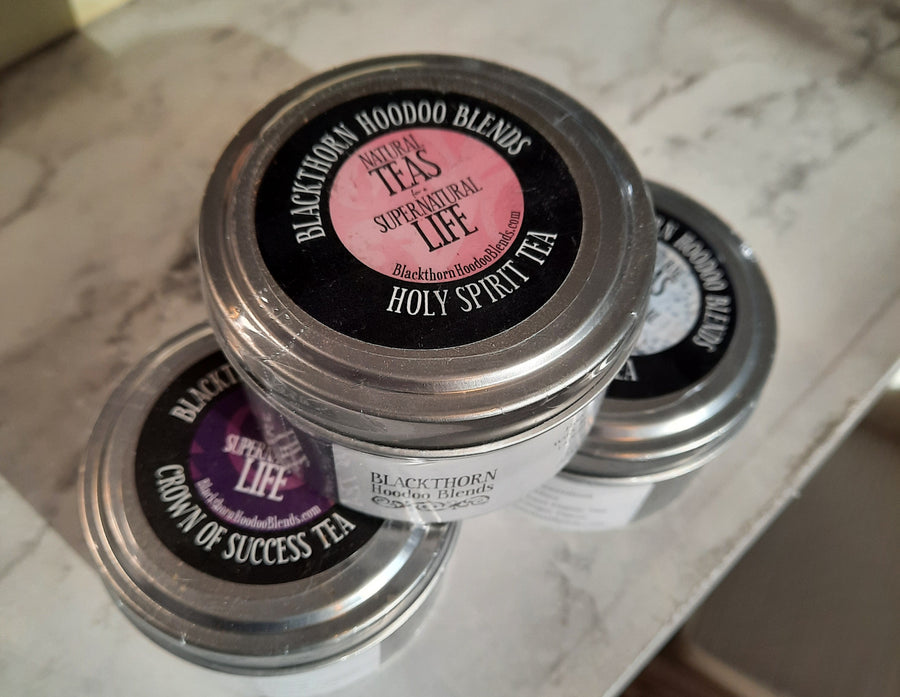 BLACKTHORN HOODOO BLENDS
NATURAL
TEAS
for a
SUPERNATURAL
LIFE
BlackthornHoodooBlends.com
HOLY SPIRIT TEA
BLACKTHORN
Hoodoo Blends
LIFE
BlackthornHoodooBlends.com
CROWN OF SUCCESS TEA
HOODOO BLENDS